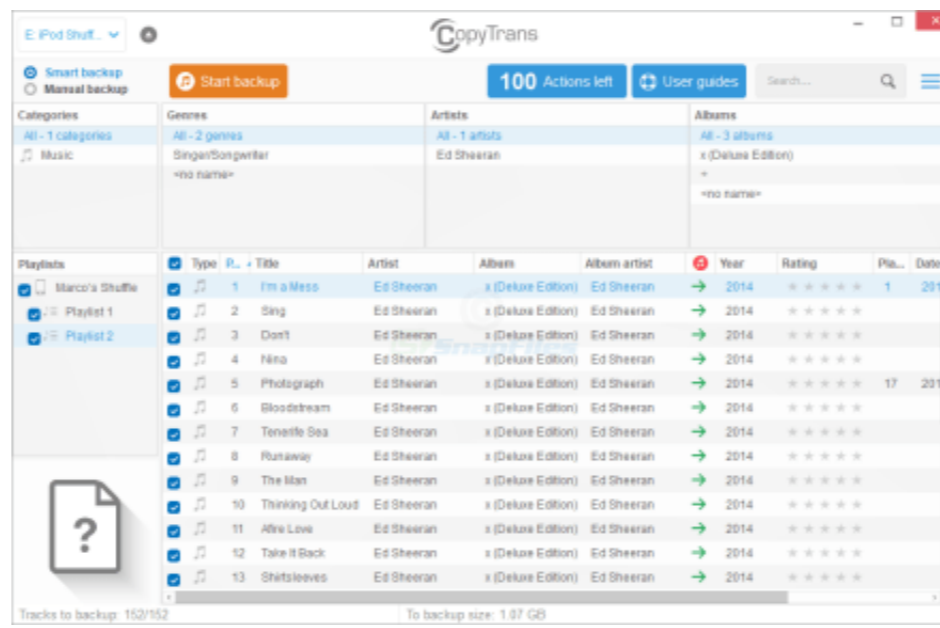 E: iPod Shuff...
CopyTrans
Smart backup
Manual backup
Start backup
100 Actions left
User guides
Search...
Categories
All - 1 categories
Music
Genres
All - 2 genres
Singer/Songwriter
<no name>
Artists
All - 1 artists
Ed Sheeran
Albums
All - 3 albums
x (Deluxe Edition)
+
<no name>
Playlists
Marco's Shuffle
Playlist 1
Playlist 2
Type P... Title Artist Album Album artist Year Rating Pla... Date
1 I'm a Mess Ed Sheeran x (Deluxe Edition) Ed Sheeran 2014 1 201
2 Sing Ed Sheeran x (Deluxe Edition) Ed Sheeran 2014
3 Don't Ed Sheeran x (Deluxe Edition) Ed Sheeran 2014
4 Nina Ed Sheeran x (Deluxe Edition) Ed Sheeran 2014
5 Photograph Ed Sheeran x (Deluxe Edition) Ed Sheeran 2014 17 201
6 Bloodstream Ed Sheeran x (Deluxe Edition) Ed Sheeran 2014
7 Tenerife Sea Ed Sheeran x (Deluxe Edition) Ed Sheeran 2014
8 Runaway Ed Sheeran x (Deluxe Edition) Ed Sheeran 2014
9 The Man Ed Sheeran x (Deluxe Edition) Ed Sheeran 2014
10 Thinking Out Loud Ed Sheeran x (Deluxe Edition) Ed Sheeran 2014
11 Afire Love Ed Sheeran x (Deluxe Edition) Ed Sheeran 2014
12 Take It Back Ed Sheeran x (Deluxe Edition) Ed Sheeran 2014
13 Shirtsleeves Ed Sheeran x (Deluxe Edition) Ed Sheeran 2014
?
SnapFiles
Tracks to backup: 152/152
To backup size: 1.07 GB